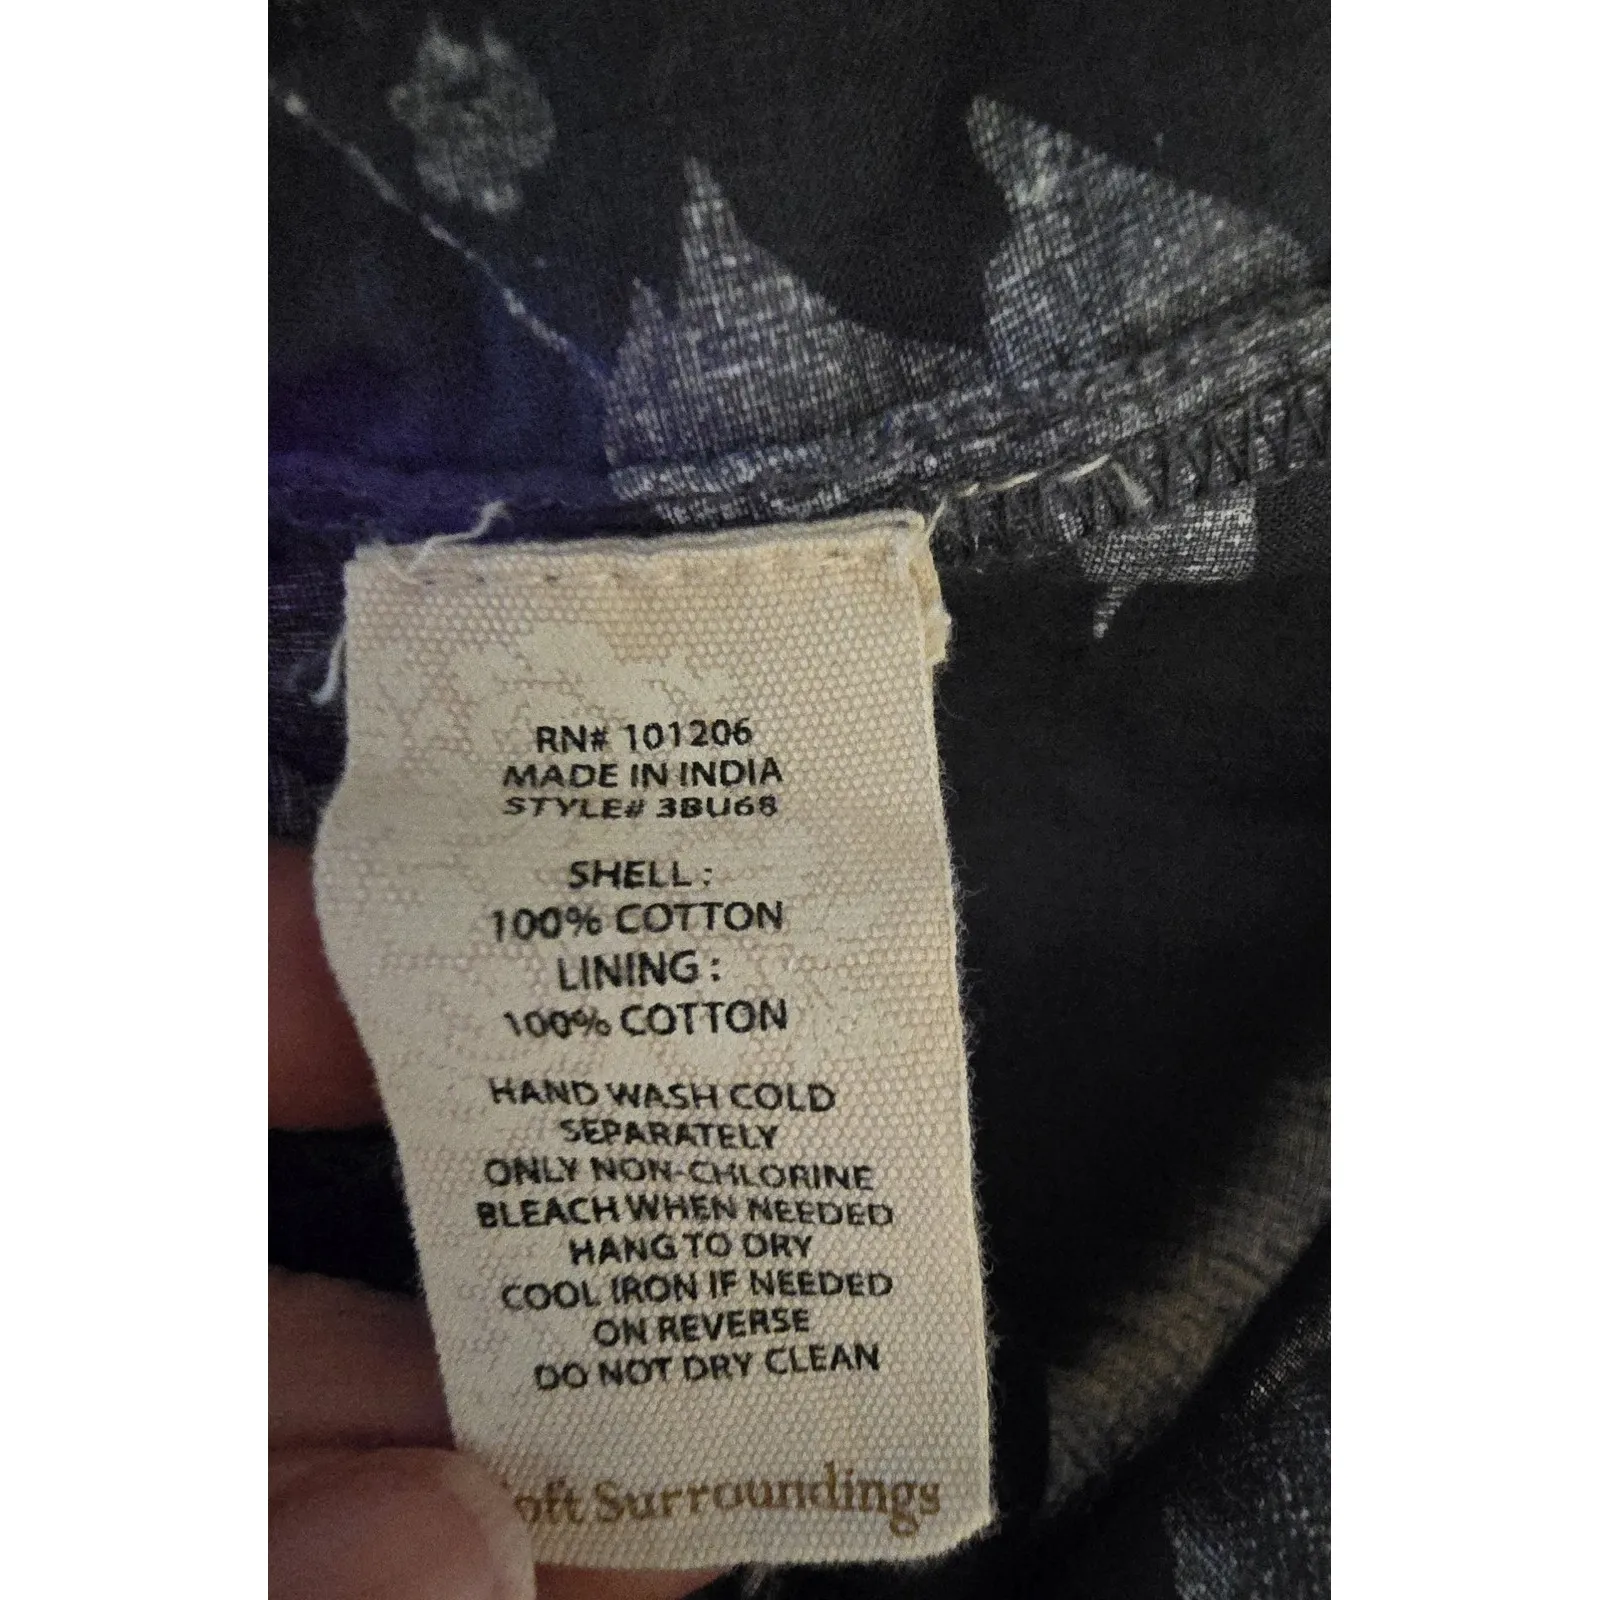 RN# 101206
MADE IN INDIA
STYLE# 3BU68
SHELL :
100% COTTON
LINING :
100% COTTON
HAND WASH COLD
SEPARATELY
ONLY NON-CHLORINE
BLEACH WHEN NEEDED
HANG TO DRY
COOL IRON IF NEEDED
ON REVERSE
DO NOT DRY CLEAN
oft Surroundings